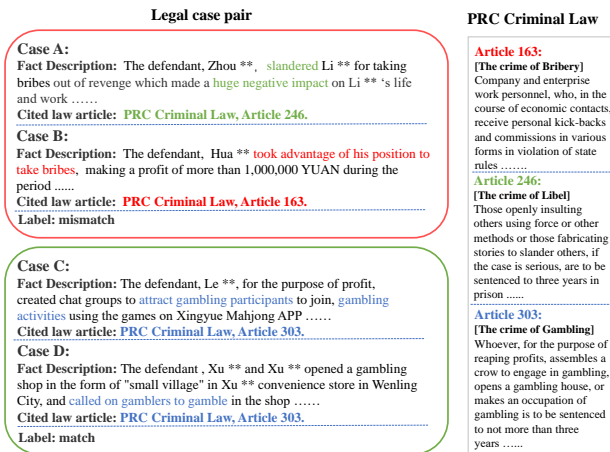 Legal case pair
Case A:
Fact Description: The defendant, Zhou **, slandered Li ** for taking
bribes out of revenge which made a huge negative impact on Li ** 's life
and work ……
Cited law article: PRC Criminal Law, Article 246.
Case B:
Fact Description: The defendant, Hua ** took advantage of his position to
take bribes, making a profit of more than 1,000,000 YUAN during the
period ......
Cited law article: PRC Criminal Law, Article 163.
Label: mismatch
Case C:
Fact Description: The defendant, Le **, for the purpose of profit,
created chat groups to attract gambling participants to join, gambling
activities using the games on Xingyue Mahjong APP ……
Cited law article: PRC Criminal Law, Article 303.
Case D:
Fact Description: The defendant , Xu ** and Xu ** opened a gambling
shop in the form of "small village" in Xu ** convenience store in Wenling
City, and called on gamblers to gamble in the shop ……
Cited law article: PRC Criminal Law, Article 303.
Label: match
PRC Criminal Law
Article 163:
[The crime of Bribery]
Company and enterprise
work personnel, who, in the
course of economic contacts,
receive personal kick-backs
and commissions in various
forms in violation of state
rules …….
Article 246:
[The crime of Libel]
Those openly insulting
others using force or other
methods or those fabricating
stories to slander others, if
the case is serious, are to be
sentenced to three years in
prison ......
Article 303:
[The crime of Gambling]
Whoever, for the purpose of
reaping profits, assembles a
crow to engage in gambling,
opens a gambling house, or
makes an occupation of
gambling is to be sentenced
to not more than three
years …...